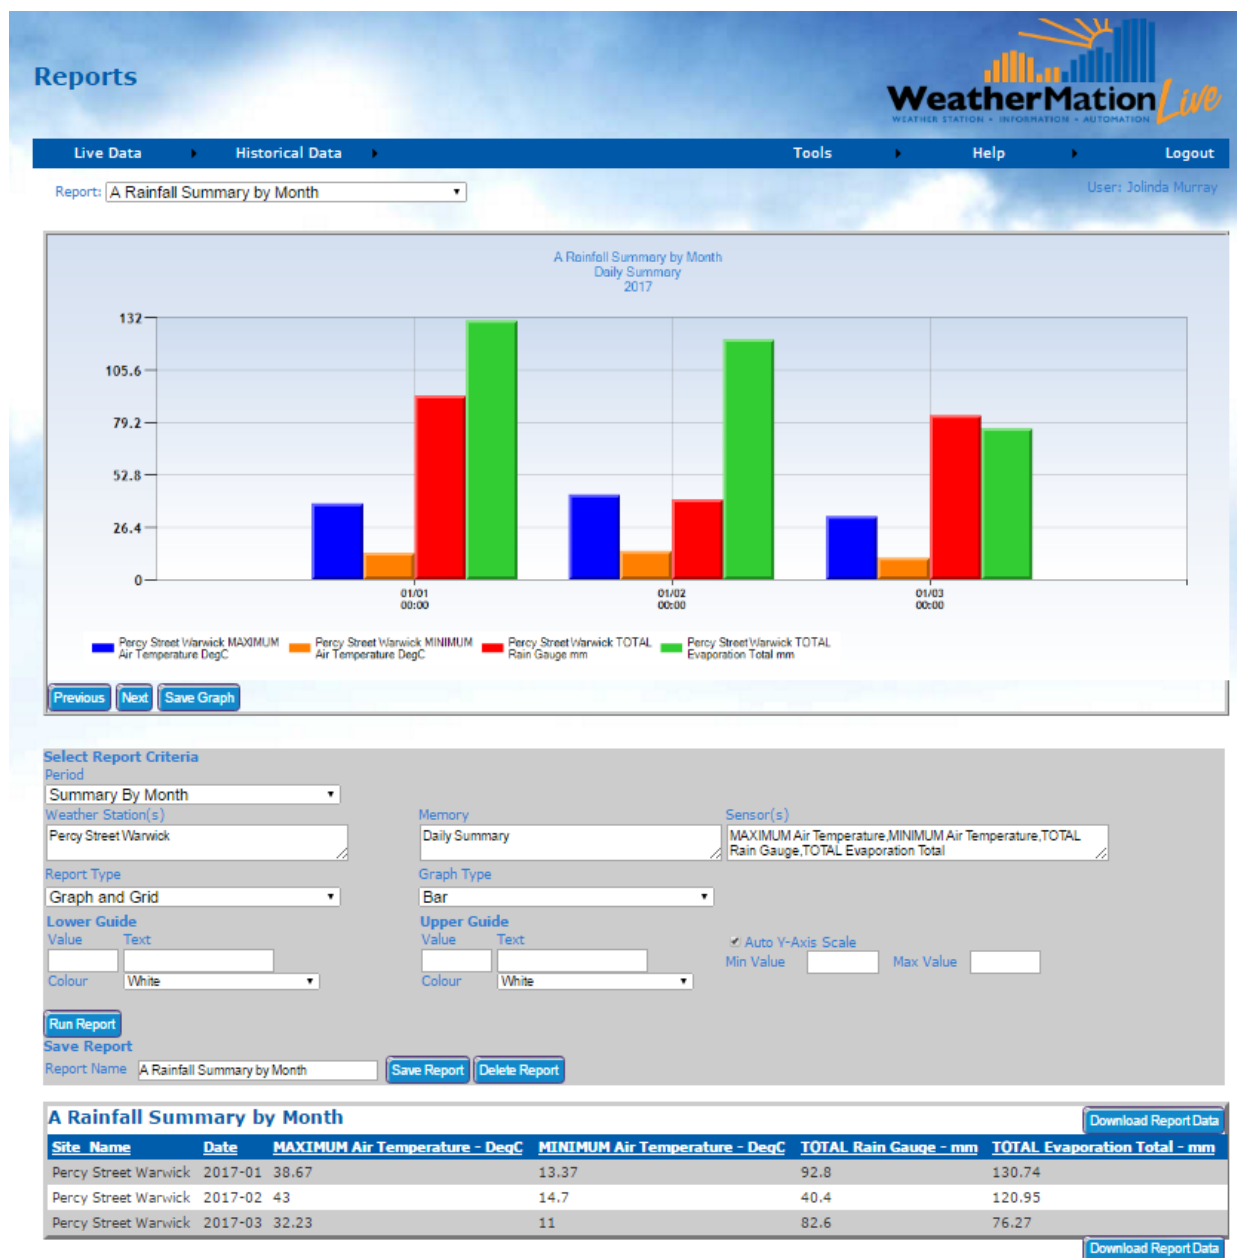 Reports
WeatherMation Live
WEATHER STATION • INFORMATION • AUTOMATION
Live Data Historical Data Tools Help Logout
Report: A Rainfall Summary by Month
User: Jolinda Murray
A Rainfall Summary by Month
Daily Summary
2017
132
105.6
79.2
52.8
26.4
0
01/01 01/02 01/03
00:00 00:00 00:00
Percy Street Warwick MAXIMUM Percy Street Warwick MINIMUM Percy Street Warwick TOTAL Percy Street Warwick TOTAL
Air Temperature DegC Air Temperature DegC Rain Gauge mm Evaporation Total mm
Previous Next Save Graph
Select Report Criteria
Period
Summary By Month
Weather Station(s) Memory Sensor(s)
Percy Street Warwick Daily Summary MAXIMUM Air Temperature,MINIMUM Air Temperature,TOTAL
Rain Gauge,TOTAL Evaporation Total
Report Type Graph Type
Graph and Grid Bar
Lower Guide Upper Guide
Value Text Value Text Auto Y-Axis Scale
Min Value Max Value
Colour White Colour White
Run Report
Save Report
Report Name A Rainfall Summary by Month Save Report Delete Report
A Rainfall Summary by Month Download Report Data
Site_Name Date MAXIMUM Air Temperature - DegC MINIMUM Air Temperature - DegC TOTAL Rain Gauge - mm TOTAL Evaporation Total - mm
Percy Street Warwick 2017-01 38.67 13.37 92.8 130.74
Percy Street Warwick 2017-02 43 14.7 40.4 120.95
Percy Street Warwick 2017-03 32.23 11 82.6 76.27
Download Report Data